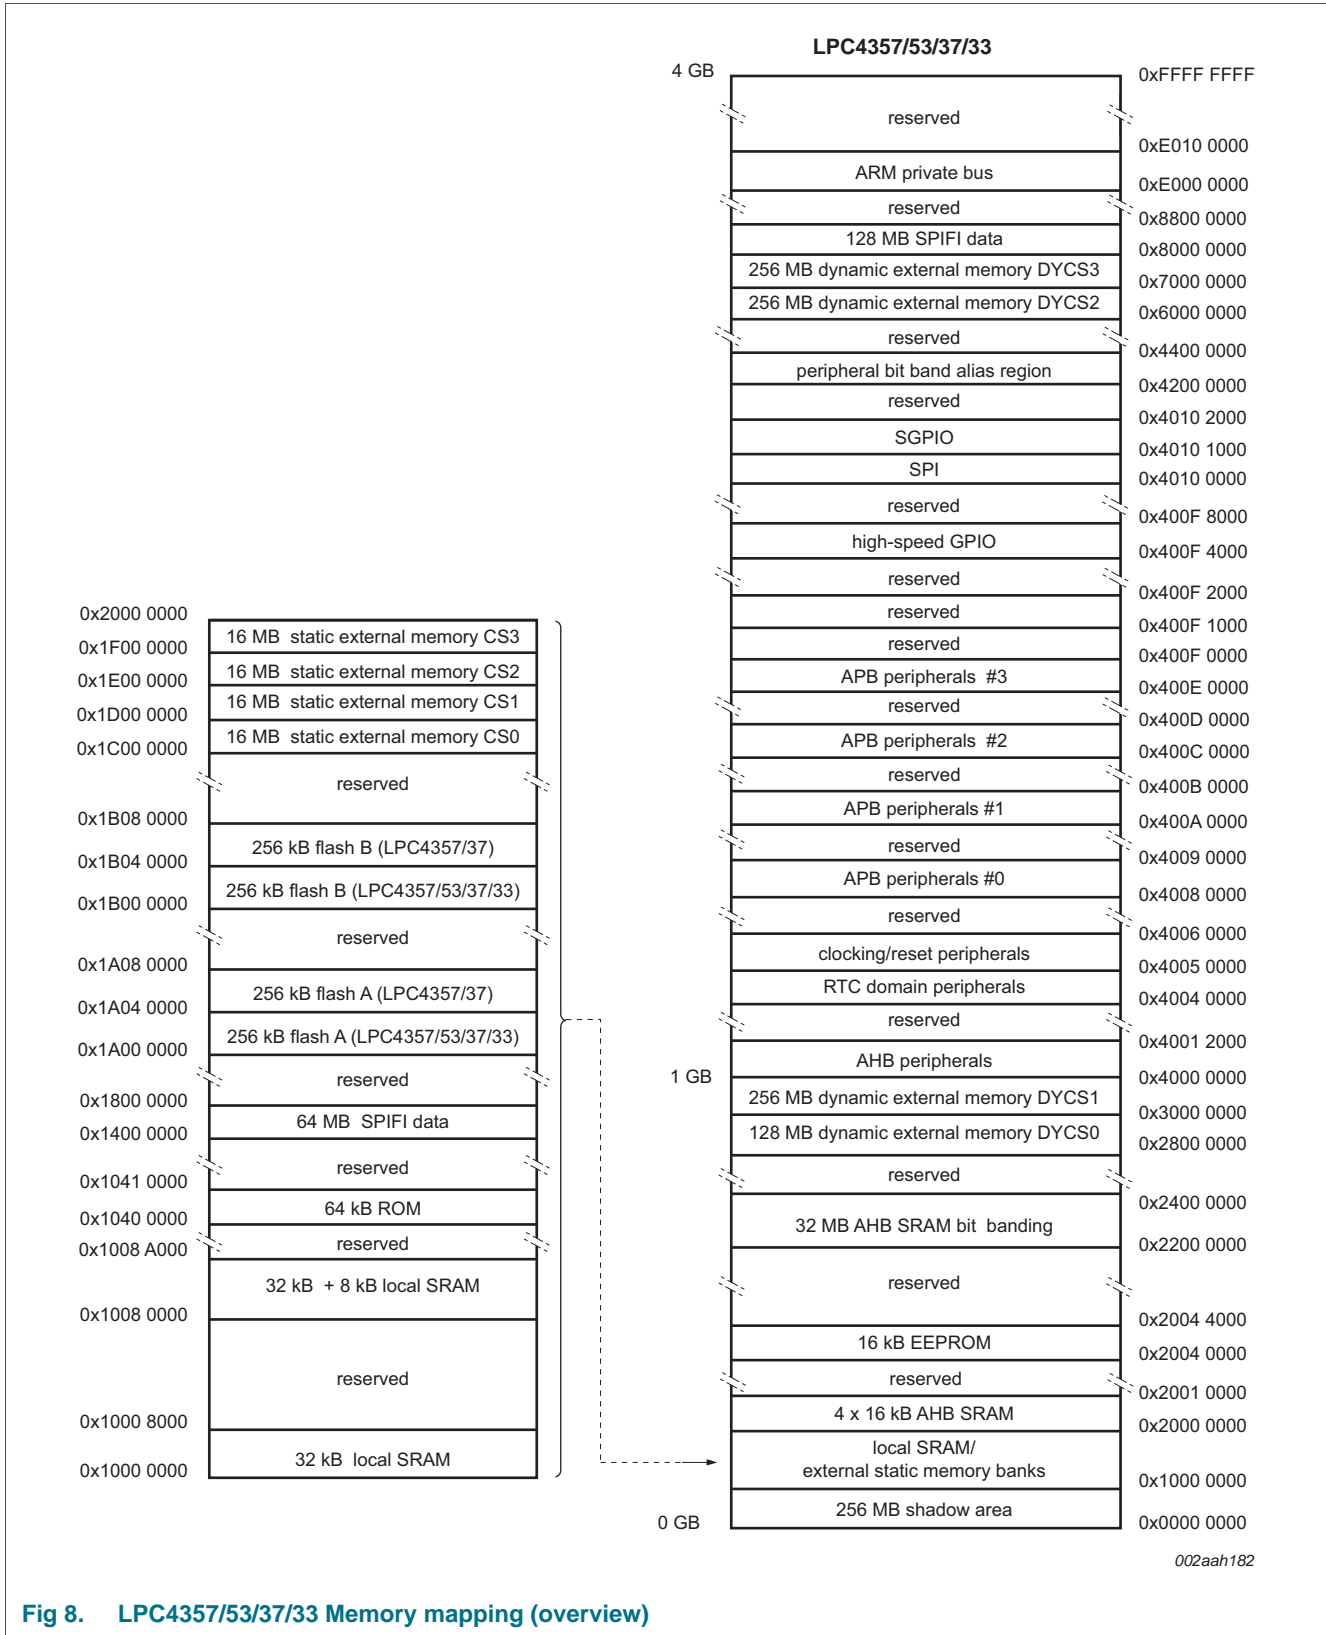 LPC4357/53/37/33
4 GB
0xFFFF FFFF
reserved
0xE010 0000
ARM private bus
0xE000 0000
reserved
0x8800 0000
128 MB SPIFI data
0x8000 0000
256 MB dynamic external memory DYCS3
0x7000 0000
256 MB dynamic external memory DYCS2
0x6000 0000
reserved
0x4400 0000
peripheral bit band alias region
0x4200 0000
reserved
0x4010 2000
SGPIO
0x4010 1000
SPI
0x4010 0000
reserved
0x400F 8000
high-speed GPIO
0x400F 4000
reserved
0x400F 2000
reserved
0x400F 1000
reserved
0x400F 0000
APB peripherals #3
0x400E 0000
reserved
0x400D 0000
APB peripherals #2
0x400C 0000
reserved
0x400B 0000
APB peripherals #1
0x400A 0000
reserved
0x4009 0000
APB peripherals #0
0x4008 0000
reserved
0x4006 0000
clocking/reset peripherals
0x4005 0000
RTC domain peripherals
0x4004 0000
reserved
0x4001 2000
AHB peripherals
1 GB
0x4000 0000
256 MB dynamic external memory DYCS1
0x3000 0000
128 MB dynamic external memory DYCS0
0x2800 0000
reserved
0x2400 0000
32 MB AHB SRAM bit banding
0x2200 0000
reserved
0x2004 4000
16 kB EEPROM
0x2004 0000
reserved
0x2001 0000
4 x 16 kB AHB SRAM
0x2000 0000
local SRAM/
external static memory banks
0x1000 0000
256 MB shadow area
0 GB
0x0000 0000
0x2000 0000
16 MB static external memory CS3
0x1F00 0000
16 MB static external memory CS2
0x1E00 0000
16 MB static external memory CS1
0x1D00 0000
16 MB static external memory CS0
0x1C00 0000
reserved
0x1B08 0000
256 kB flash B (LPC4357/37)
0x1B04 0000
256 kB flash B (LPC4357/53/37/33)
0x1B00 0000
reserved
0x1A08 0000
256 kB flash A (LPC4357/37)
0x1A04 0000
256 kB flash A (LPC4357/53/37/33)
0x1A00 0000
reserved
0x1800 0000
64 MB SPIFI data
0x1400 0000
reserved
0x1041 0000
64 kB ROM
0x1040 0000
reserved
0x1008 A000
32 kB + 8 kB local SRAM
0x1008 0000
reserved
0x1000 8000
32 kB local SRAM
0x1000 0000
002aah182
Fig 8. LPC4357/53/37/33 Memory mapping (overview)